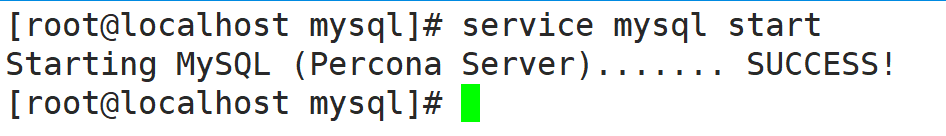 [root@localhost mysql]# service mysql start
Starting MySQL (Percona Server)....... SUCCESS!
[root@localhost mysql]#